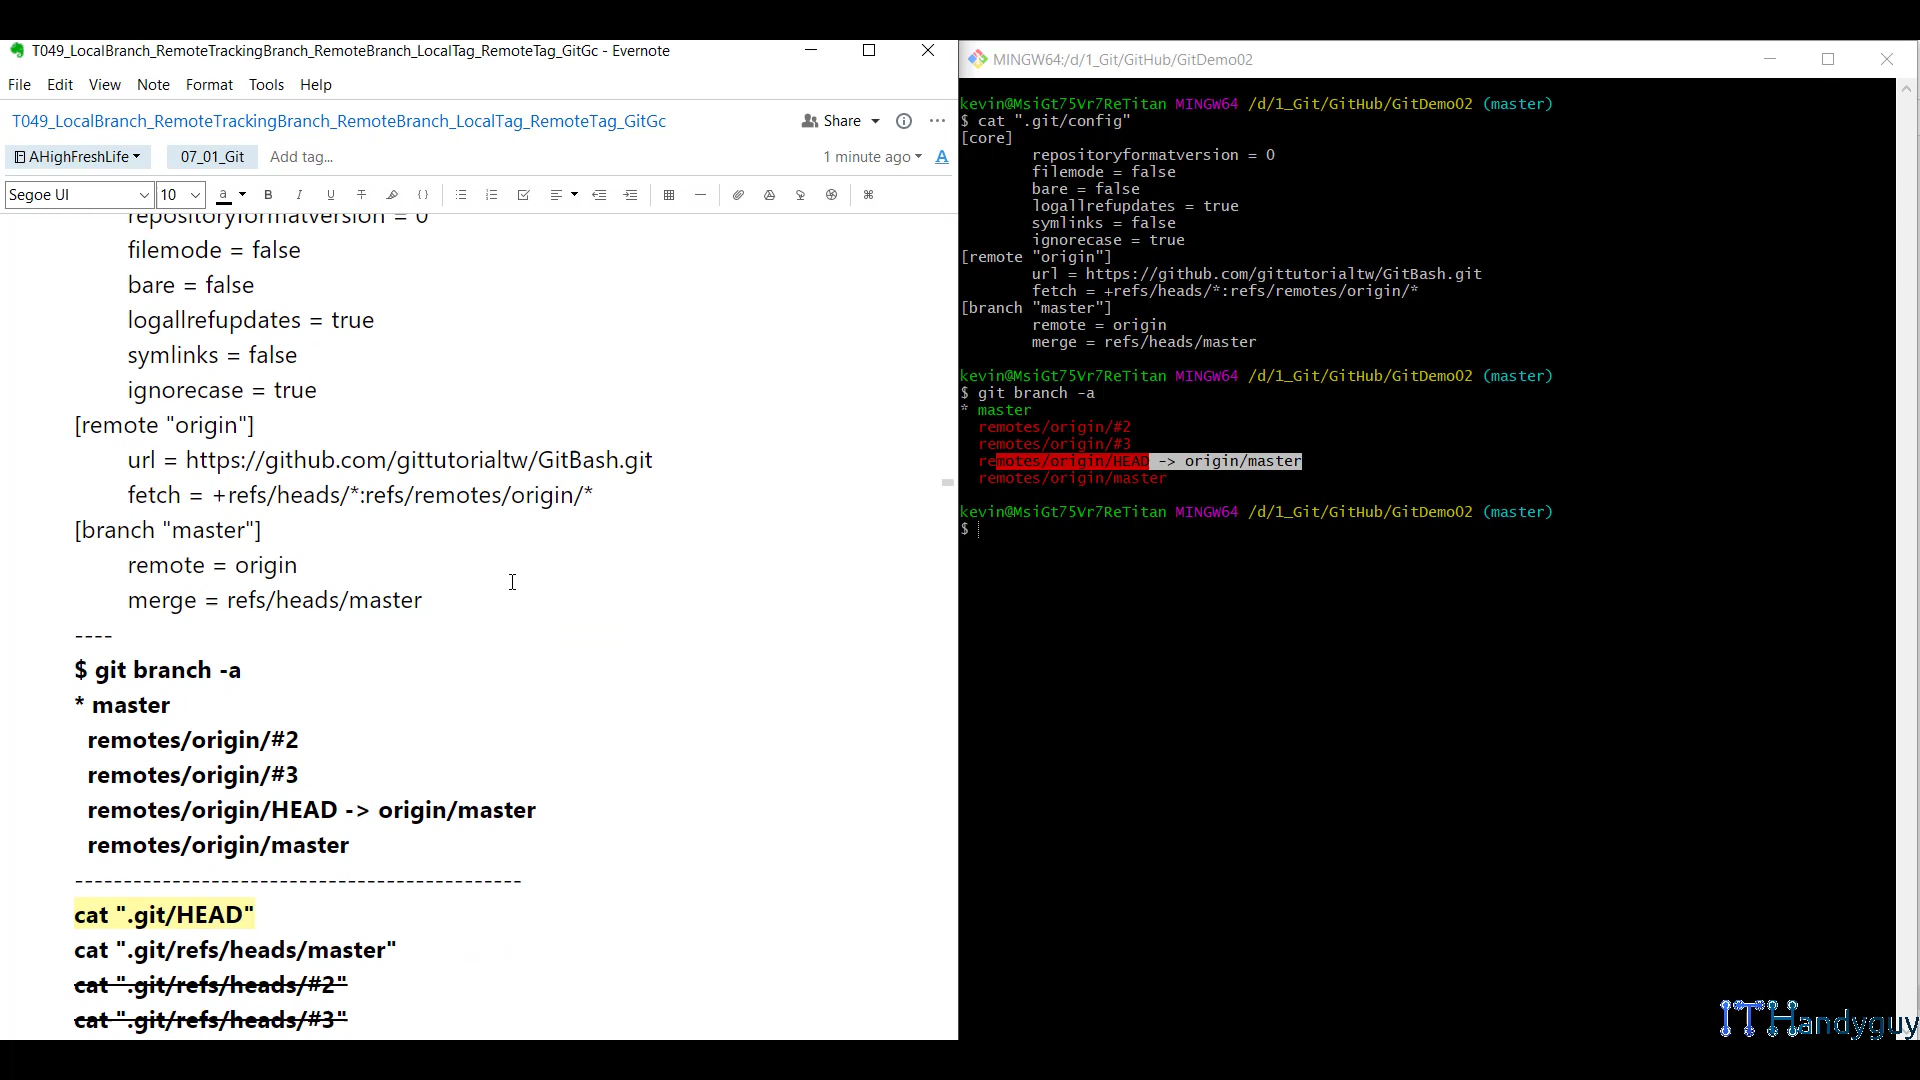 T049_LocalBranch_RemoteTrackingBranch_RemoteBranch_LocalTag_RemoteTag_GitGc - Evernote
File Edit View Note Format Tools Help
T049_LocalBranch_RemoteTrackingBranch_RemoteBranch_LocalTag_RemoteTag_GitGc
Share
AHighFreshLife 07_01_Git Add tag...
1 minute ago
Segoe UI 10
repositoryformatversion = 0
filemode = false
bare = false
logallrefupdates = true
symlinks = false
ignorecase = true
[remote "origin"]
url = https://github.com/gittutorialtw/GitBash.git
fetch = +refs/heads/*:refs/remotes/origin/*
[branch "master"]
remote = origin
merge = refs/heads/master
----
$ git branch -a
* master
remotes/origin/#2
remotes/origin/#3
remotes/origin/HEAD -> origin/master
remotes/origin/master
----------------------------------------------
cat ".git/HEAD"
cat ".git/refs/heads/master"
cat ".git/refs/heads/#2"
cat ".git/refs/heads/#3"
MINGW64:/d/1_Git/GitHub/GitDemo02
kevin@MsiGt75Vr7ReTitan MINGW64 /d/1_Git/GitHub/GitDemo02 (master)
$ cat ".git/config"
[core]
repositoryformatversion = 0
filemode = false
bare = false
logallrefupdates = true
symlinks = false
ignorecase = true
[remote "origin"]
url = https://github.com/gittutorialtw/GitBash.git
fetch = +refs/heads/*:refs/remotes/origin/*
[branch "master"]
remote = origin
merge = refs/heads/master
kevin@MsiGt75Vr7ReTitan MINGW64 /d/1_Git/GitHub/GitDemo02 (master)
$ git branch -a
* master
remotes/origin/#2
remotes/origin/#3
remotes/origin/HEAD -> origin/master
remotes/origin/master
kevin@MsiGt75Vr7ReTitan MINGW64 /d/1_Git/GitHub/GitDemo02 (master)
$
ITHandyguy